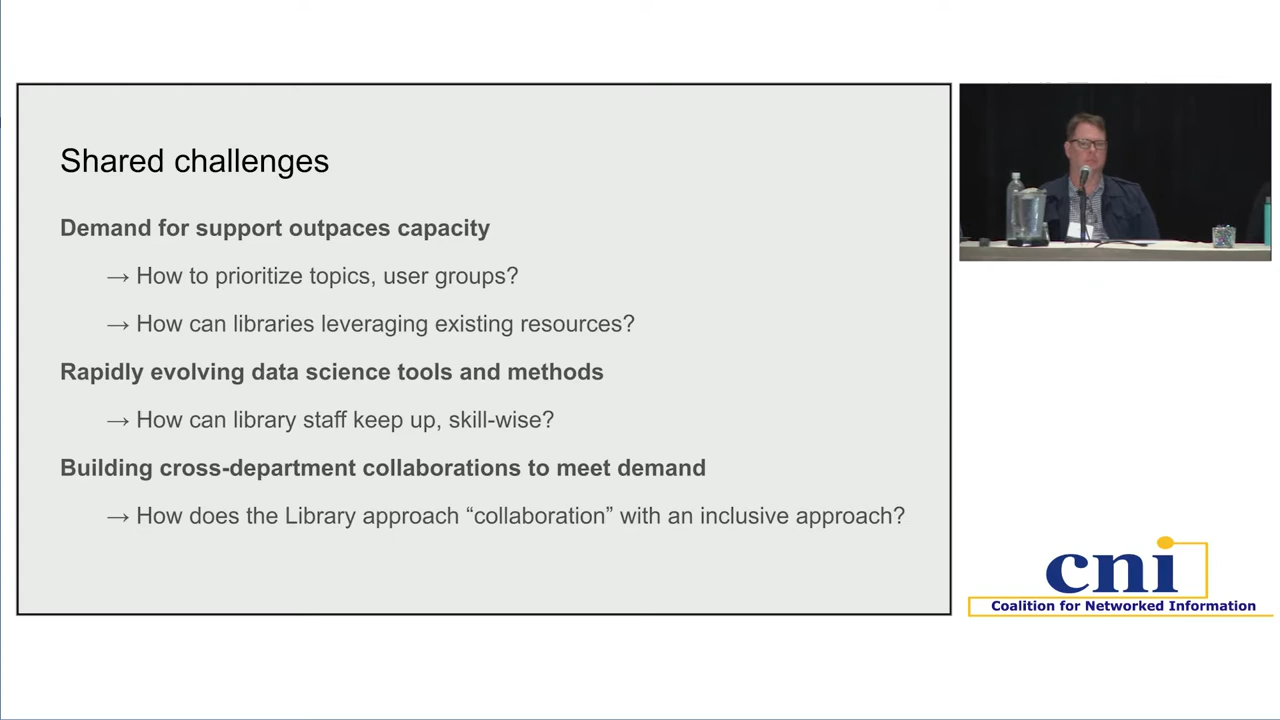 Shared challenges
Demand for support outpaces capacity
→ How to prioritize topics, user groups?
→ How can libraries leveraging existing resources?
Rapidly evolving data science tools and methods
→ How can library staff keep up, skill-wise?
Building cross-department collaborations to meet demand
→ How does the Library approach “collaboration” with an inclusive approach?
cni
Coalition for Networked Information